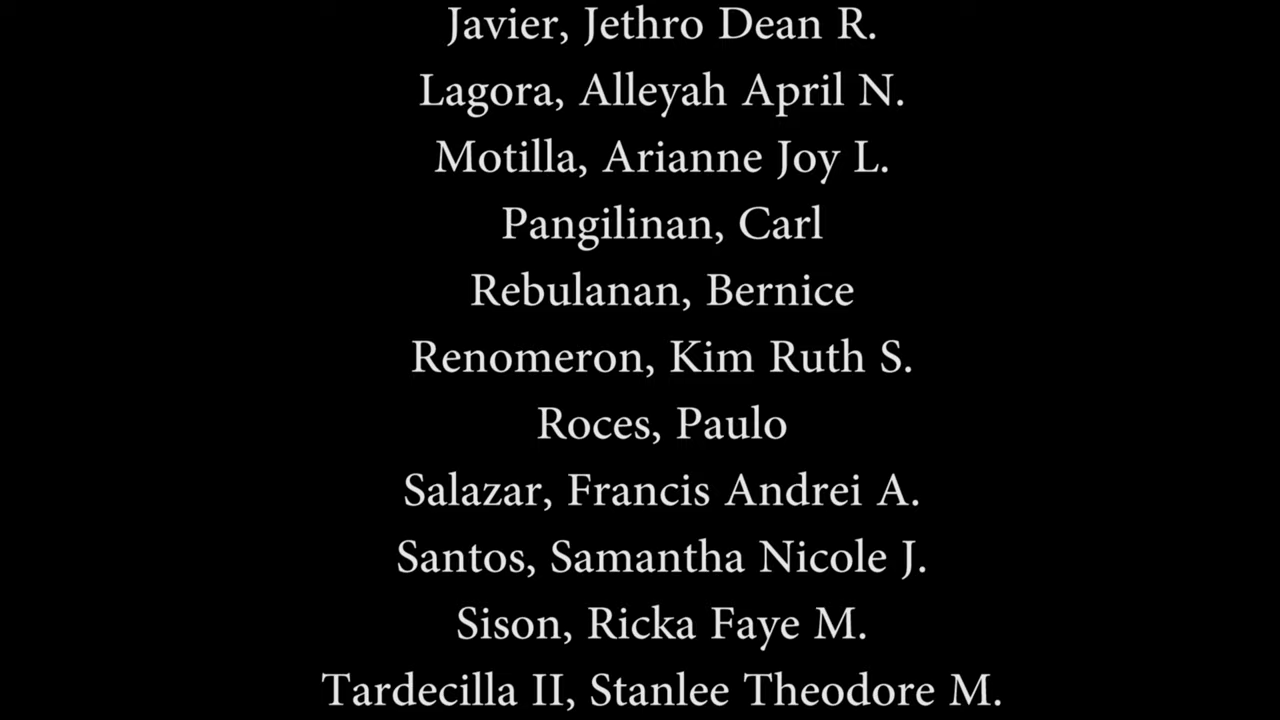 Javier, Jethro Dean R.
Lagora, Alleyah April N.
Motilla, Arianne Joy L.
Pangilinan, Carl
Rebulanan, Bernice
Renomeron, Kim Ruth S.
Roces, Paulo
Salazar, Francis Andrei A.
Santos, Samantha Nicole J.
Sison, Ricka Faye M.
Tardecilla II, Stanlee Theodore M.